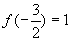 f(-3/2) = 1